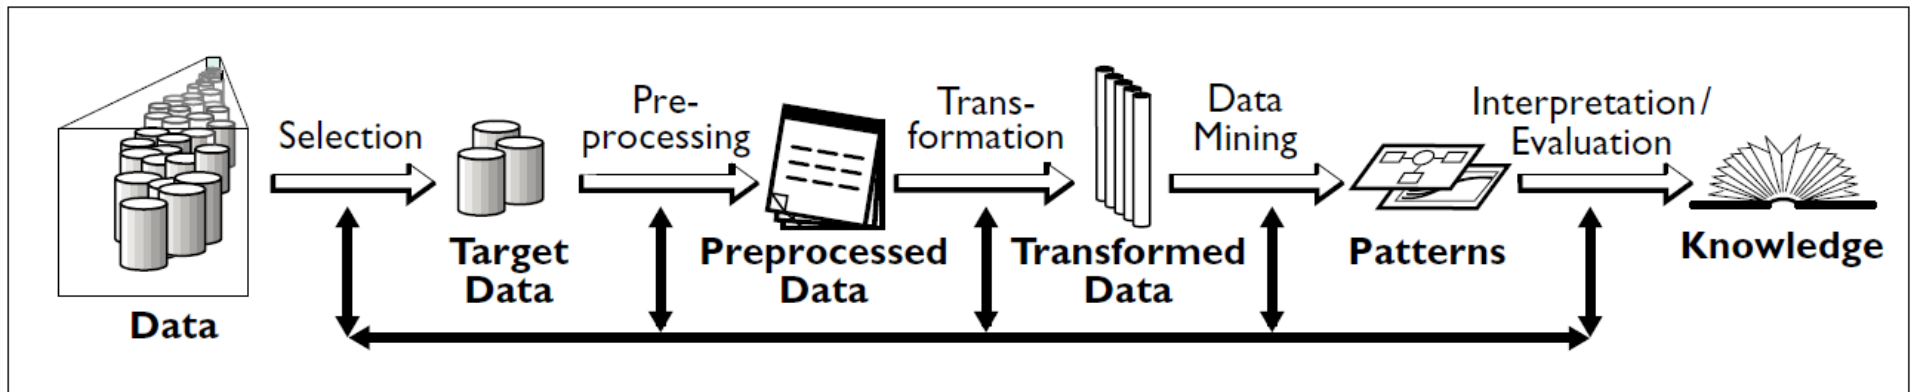 Selection
Pre-
processing
Trans-
formation
Data
Mining
Interpretation/
Evaluation
Data
Target
Data
Preprocessed
Data
Transformed
Data
Patterns
Knowledge